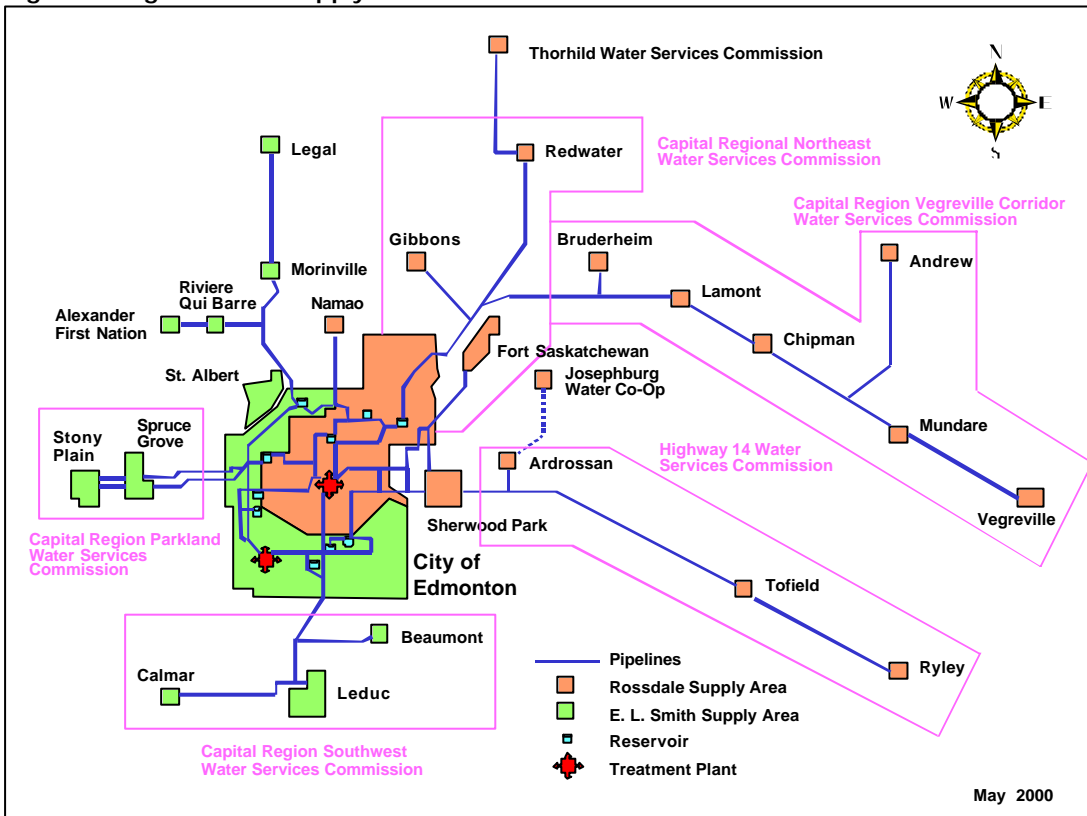 Thorhild Water Services Commission
N
W
E
S
Legal
Redwater
Capital Regional Northeast
Water Services Commission
Capital Region Vegreville Corridor
Water Services Commission
Gibbons
Bruderheim
Andrew
Morinville
Riviere
Qui Barre
Namao
Lamont
Alexander
First Nation
Chipman
Fort Saskatchewan
St. Albert
Josephburg
Water Co-Op
Stony
Plain
Spruce
Grove
Mundare
Highway 14 Water
Services Commission
Ardrossan
Vegreville
Sherwood Park
Capital Region Parkland
Water Services
Commission
City of
Edmonton
Tofield
Beaumont
Pipelines
Ryley
Calmar
Leduc
Rossdale Supply Area
E. L. Smith Supply Area
Reservoir
Capital Region Southwest
Water Services Commission
Treatment Plant
May 2000